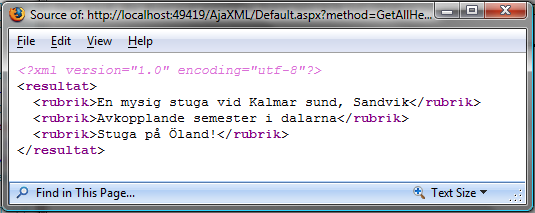 Source of: http://localhost:49419/AjaXML/Default.aspx?method=GetAllHe...
File Edit View Help
<?xml version="1.0" encoding="utf-8"?>
<resultat>
<rubrik>En mysig stuga vid Kalmar sund, Sandvik</rubrik>
<rubrik>Avkopplande semester i dalarna</rubrik>
<rubrik>Stuga på Öland!</rubrik>
</resultat>
Find in This Page... Text Size